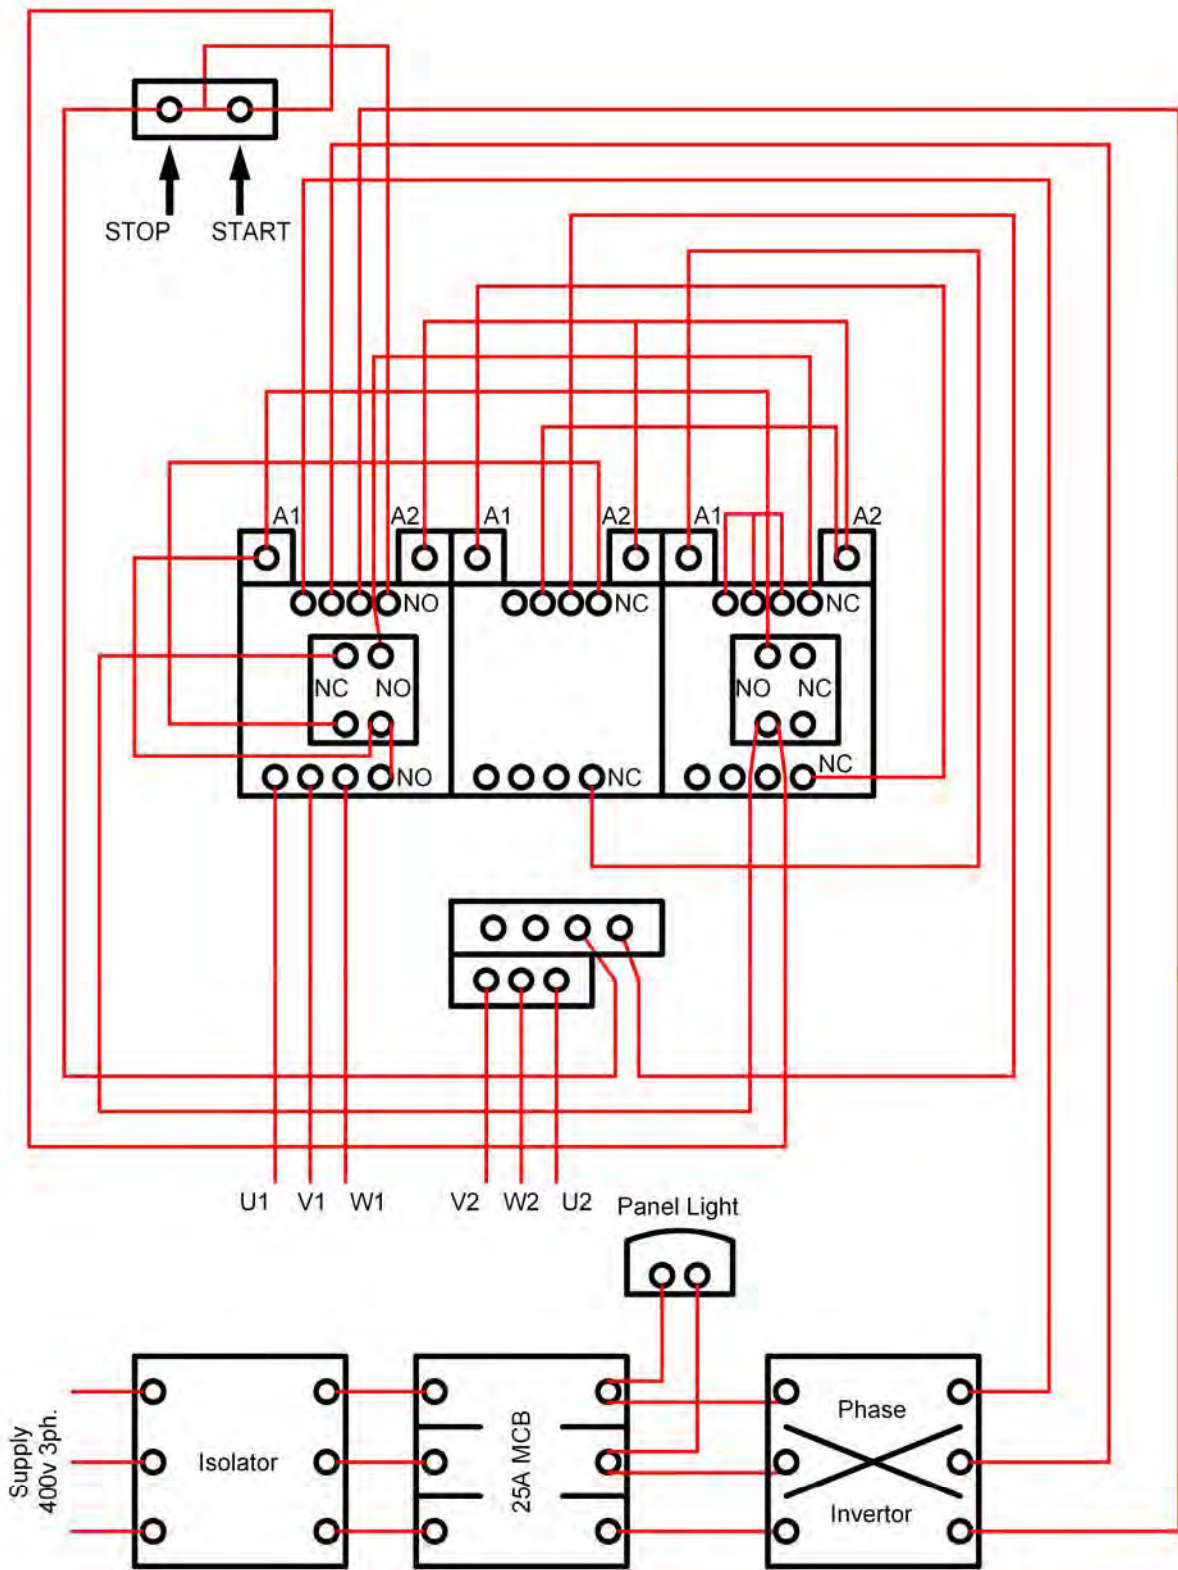 STOP START
A1 A2 A1 A2 A1 A2
NO NC NC
NC NO NO NC
NO NC NC
U1 V1 W1 V2 W2 U2
Panel Light
Supply
400v 3ph.
Isolator
25A MCB
Phase
Invertor